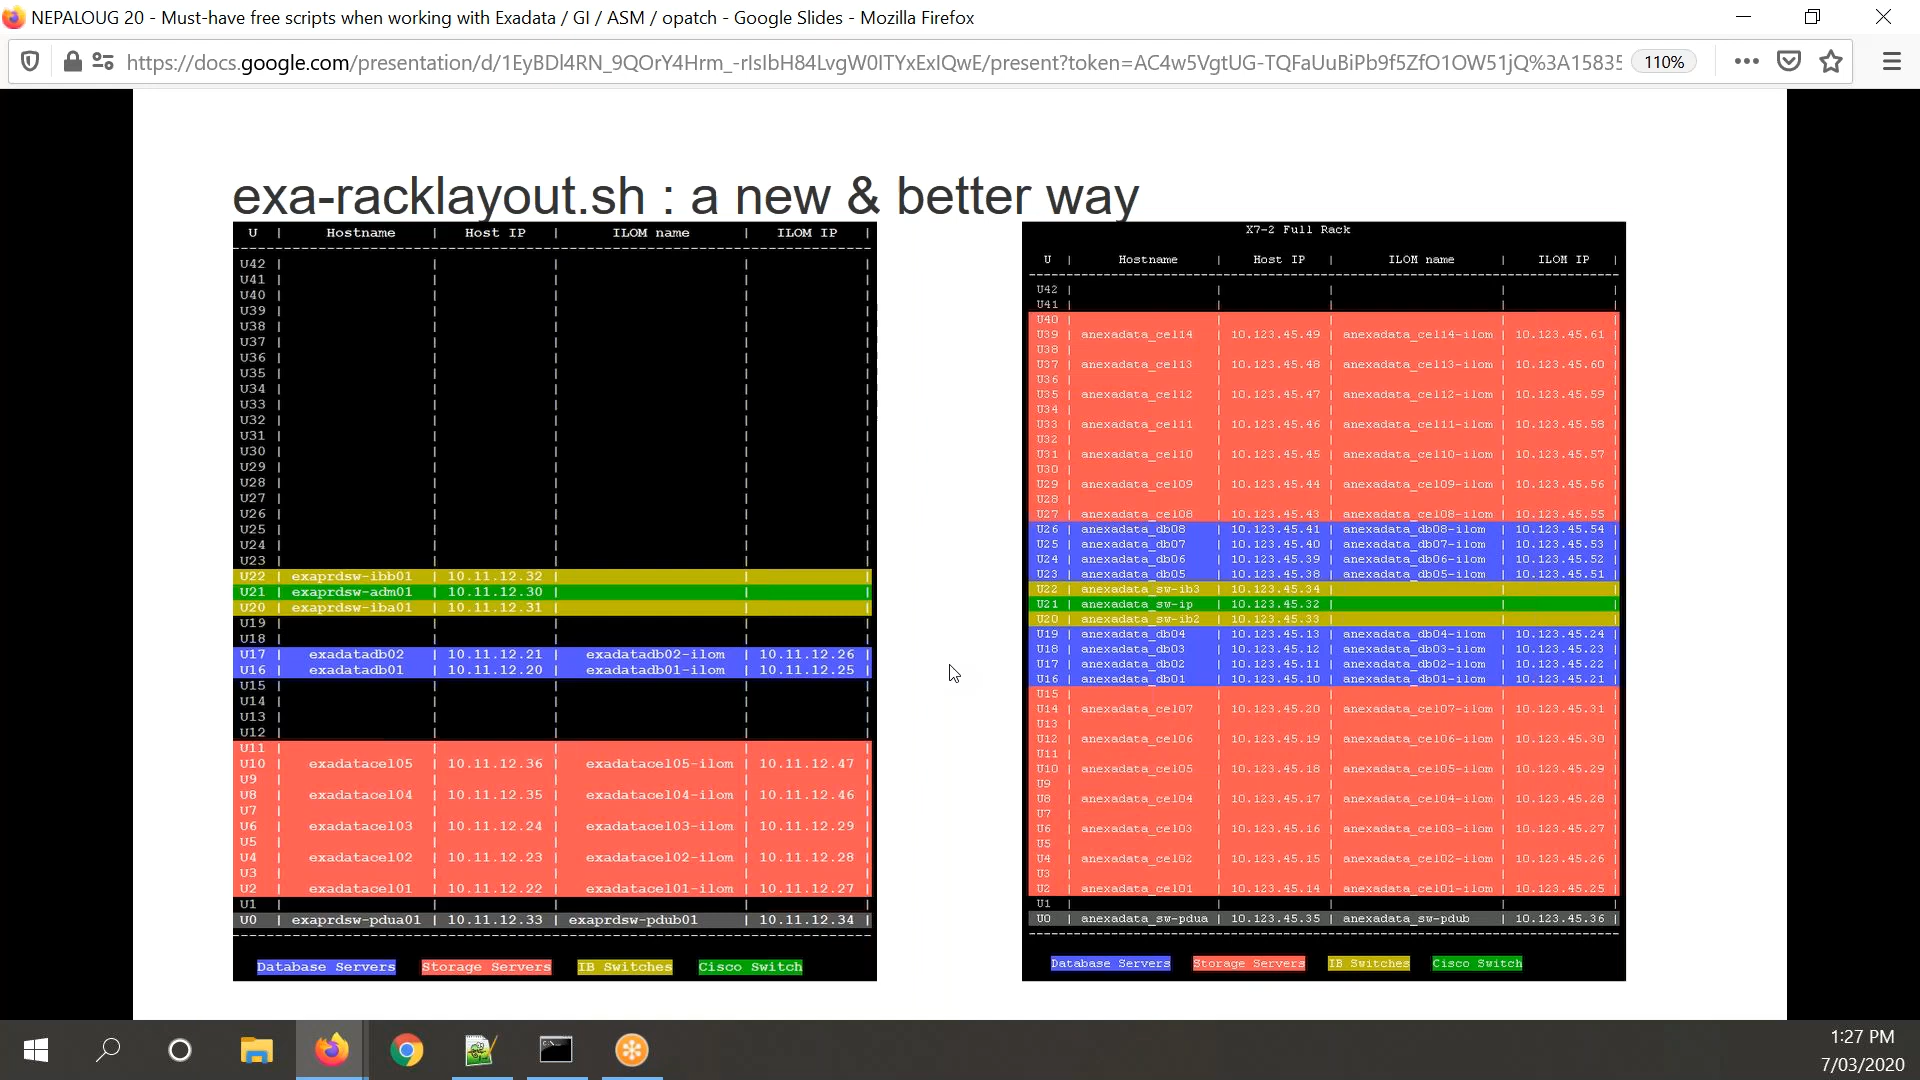 NEPALOUG 20 - Must-have free scripts when working with Exadata / GI / ASM / opatch - Google Slides - Mozilla Firefox
https://docs.google.com/presentation/d/1EyBDl4RN_9QOrY4Hrm_-rIsIbH84LvgW0ITYxExIQwE/present?token=AC4w5VgtUG-TQFaUuBiPb9f5ZfO1OW51jQ%3A15835 110%
exa-racklayout.sh : a new & better way
U | Hostname | Host IP | ILOM name | ILOM IP |
U42 | | | | |
U41 | | | | |
U40 | | | | |
U39 | | | | |
U38 | | | | |
U37 | | | | |
U36 | | | | |
U35 | | | | |
U34 | | | | |
U33 | | | | |
U32 | | | | |
U31 | | | | |
U30 | | | | |
U29 | | | | |
U28 | | | | |
U27 | | | | |
U26 | | | | |
U25 | | | | |
U24 | | | | |
U23 | | | | |
U22 | exaprdsw-ibb01 | 10.11.12.32 | | |
U21 | exaprdsw-adm01 | 10.11.12.30 | | |
U20 | exaprdsw-iba01 | 10.11.12.31 | | |
U19 | | | | |
U18 | | | | |
U17 | exadatadb02 | 10.11.12.21 | exadatadb02-ilom | 10.11.12.26 |
U16 | exadatadb01 | 10.11.12.20 | exadatadb01-ilom | 10.11.12.25 |
U15 | | | | |
U14 | | | | |
U13 | | | | |
U12 | | | | |
U11 | | | | |
U10 | exadatacel05 | 10.11.12.36 | exadatacel05-ilom | 10.11.12.47 |
U9 | | | | |
U8 | exadatacel04 | 10.11.12.35 | exadatacel04-ilom | 10.11.12.46 |
U7 | | | | |
U6 | exadatacel03 | 10.11.12.24 | exadatacel03-ilom | 10.11.12.29 |
U5 | | | | |
U4 | exadatacel02 | 10.11.12.23 | exadatacel02-ilom | 10.11.12.28 |
U3 | | | | |
U2 | exadatacel01 | 10.11.12.22 | exadatacel01-ilom | 10.11.12.27 |
U1 | | | | |
U0 | exaprdsw-pdua01 | 10.11.12.33 | exaprdsw-pdub01 | 10.11.12.34 |
Database Servers Storage Servers IB Switches Cisco Switch
X7-2 Full Rack
U | Hostname | Host IP | ILOM name | ILOM IP |
U42 | | | | |
U41 | | | | |
U40 | | | | |
U39 | anexadata_cel14 | 10.123.45.49 | anexadata_cel14-ilom | 10.123.45.61 |
U38 | | | | |
U37 | anexadata_cel13 | 10.123.45.48 | anexadata_cel13-ilom | 10.123.45.60 |
U36 | | | | |
U35 | anexadata_cel12 | 10.123.45.47 | anexadata_cel12-ilom | 10.123.45.59 |
U34 | | | | |
U33 | anexadata_cel11 | 10.123.45.46 | anexadata_cel11-ilom | 10.123.45.58 |
U32 | | | | |
U31 | anexadata_cel10 | 10.123.45.45 | anexadata_cel10-ilom | 10.123.45.57 |
U30 | | | | |
U29 | anexadata_cel09 | 10.123.45.44 | anexadata_cel09-ilom | 10.123.45.56 |
U28 | | | | |
U27 | anexadata_cel08 | 10.123.45.43 | anexadata_cel08-ilom | 10.123.45.55 |
U26 | anexadata_db08 | 10.123.45.41 | anexadata_db08-ilom | 10.123.45.54 |
U25 | anexadata_db07 | 10.123.45.40 | anexadata_db07-ilom | 10.123.45.53 |
U24 | anexadata_db06 | 10.123.45.39 | anexadata_db06-ilom | 10.123.45.52 |
U23 | anexadata_db05 | 10.123.45.38 | anexadata_db05-ilom | 10.123.45.51 |
U22 | anexadata_sw-ib3 | 10.123.45.34 | | |
U21 | anexadata_sw-ip | 10.123.45.32 | | |
U20 | anexadata_sw-ib2 | 10.123.45.33 | | |
U19 | anexadata_db04 | 10.123.45.13 | anexadata_db04-ilom | 10.123.45.24 |
U18 | anexadata_db03 | 10.123.45.12 | anexadata_db03-ilom | 10.123.45.23 |
U17 | anexadata_db02 | 10.123.45.11 | anexadata_db02-ilom | 10.123.45.22 |
U16 | anexadata_db01 | 10.123.45.10 | anexadata_db01-ilom | 10.123.45.21 |
U15 | | | | |
U14 | anexadata_cel07 | 10.123.45.20 | anexadata_cel07-ilom | 10.123.45.31 |
U13 | | | | |
U12 | anexadata_cel06 | 10.123.45.19 | anexadata_cel06-ilom | 10.123.45.30 |
U11 | | | | |
U10 | anexadata_cel05 | 10.123.45.18 | anexadata_cel05-ilom | 10.123.45.29 |
U9 | | | | |
U8 | anexadata_cel04 | 10.123.45.17 | anexadata_cel04-ilom | 10.123.45.28 |
U7 | | | | |
U6 | anexadata_cel03 | 10.123.45.16 | anexadata_cel03-ilom | 10.123.45.27 |
U5 | | | | |
U4 | anexadata_cel02 | 10.123.45.15 | anexadata_cel02-ilom | 10.123.45.26 |
U3 | | | | |
U2 | anexadata_cel01 | 10.123.45.14 | anexadata_cel01-ilom | 10.123.45.25 |
U1 | | | | |
U0 | anexadata_sw-pdua | 10.123.45.35 | anexadata_sw-pdub | 10.123.45.36 |
Database Servers Storage Servers IB Switches Cisco Switch
1:27 PM
7/03/2020